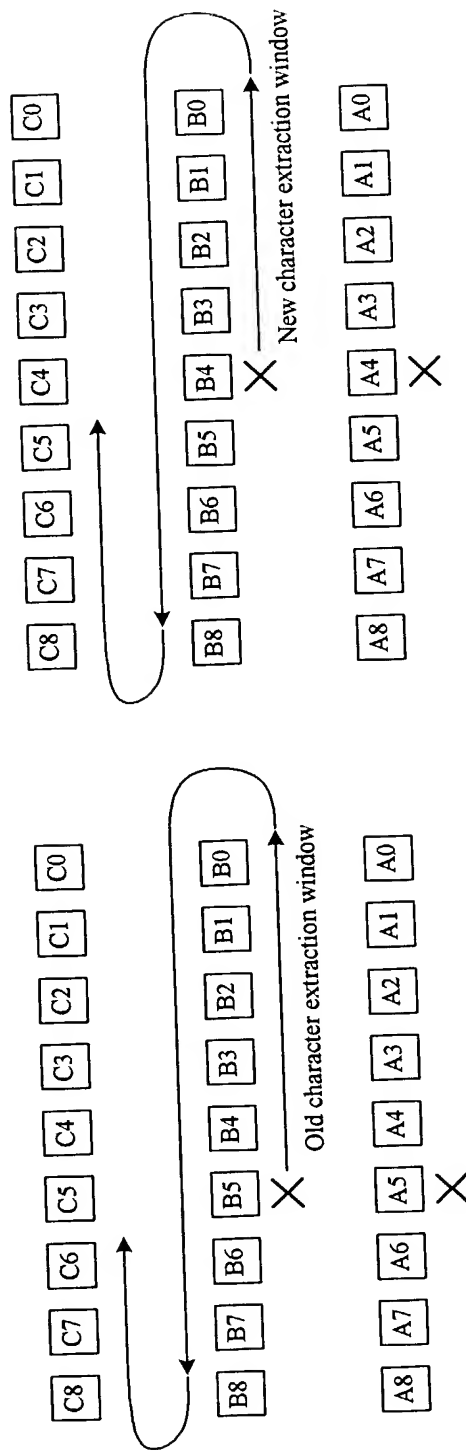 C8 C7 C6 C5 C4 C3 C2 C1 C0
B8 B7 B6 B5 B4 B3 B2 B1 B0
Old character extraction window
A8 A7 A6 A5 A4 A3 A2 A1 A0
C8 C7 C6 C5 C4 C3 C2 C1 C0
B8 B7 B6 B5 B4 B3 B2 B1 B0
New character extraction window
A8 A7 A6 A5 A4 A3 A2 A1 A0